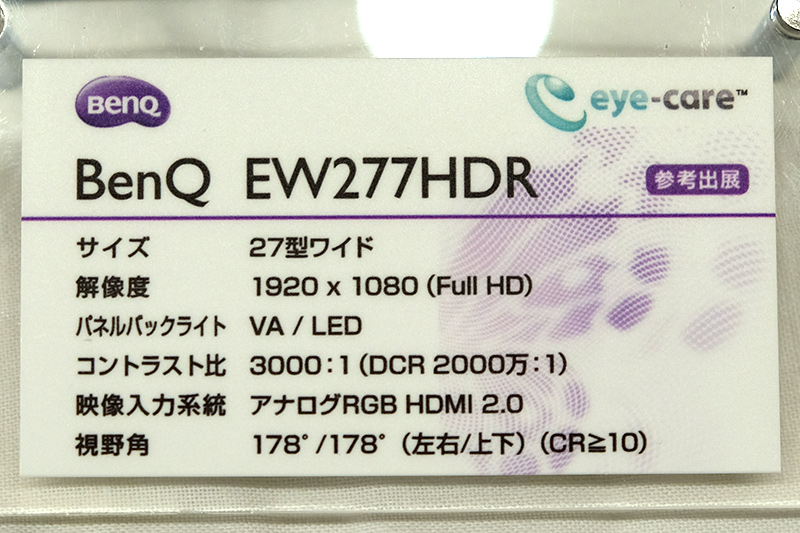 BenQ
eye-care™
BenQ EW277HDR 参考出展
サイズ 27型ワイド
解像度 1920 x 1080 (Full HD)
パネルバックライト VA / LED
コントラスト比 3000:1 (DCR 2000万:1)
映像入力系統 アナログRGB HDMI 2.0
視野角 178°/178° (左右/上下) (CR≧10)